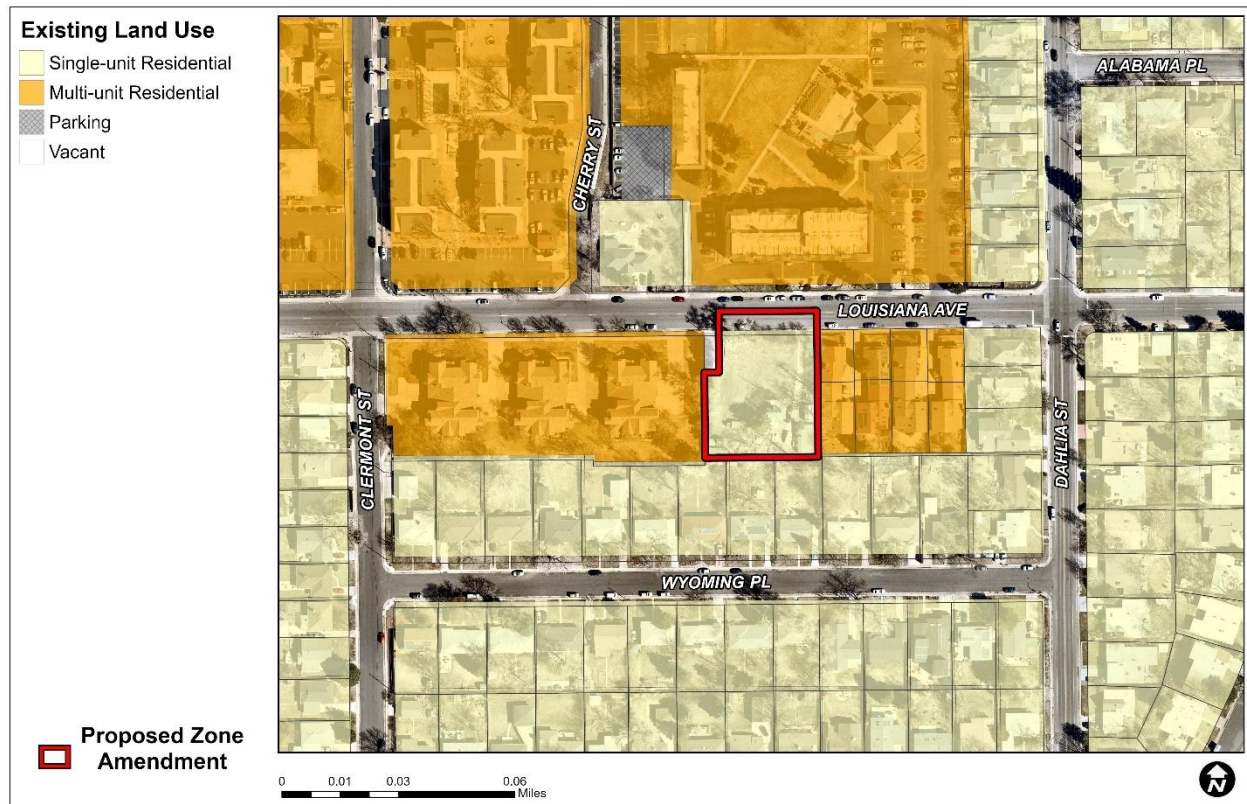 Existing Land Use
Single-unit Residential
Multi-unit Residential
Parking
Vacant
ALABAMA PL
CHERRY ST
LOUISIANA AVE
CLERMONT ST
DAHLIA ST
WYOMING PL
Proposed Zone
Amendment
0 0.01 0.03 0.06
Miles
N